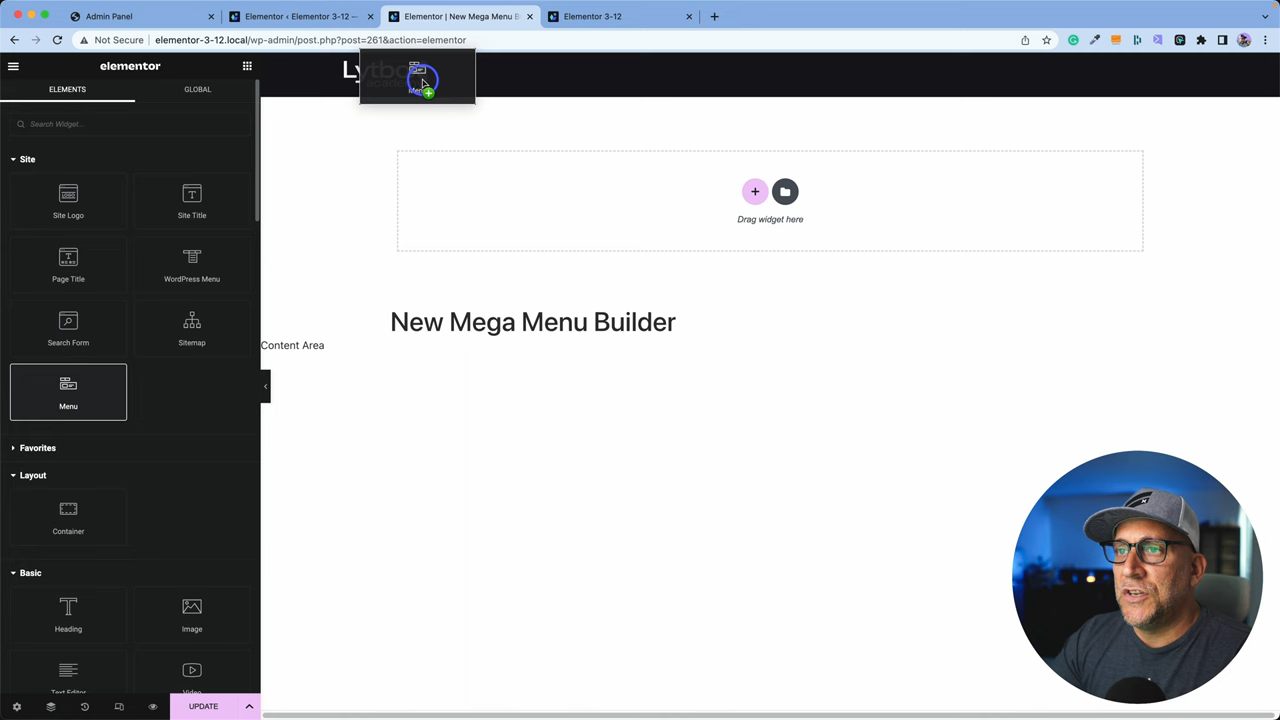 Admin Panel
Elementor ‹ Elementor 3-12 —
Elementor | New Mega Menu B
Elementor 3-12
Not Secure
elementor-3-12.local/wp-admin/post.php?post=261&action=elementor
elementor
ELEMENTS
GLOBAL
Search Widget...
Site
Site Logo
Site Title
Page Title
WordPress Menu
Search Form
Sitemap
Menu
Favorites
Layout
Container
Basic
Heading
Image
Text Editor
Video
UPDATE
Drag widget here
New Mega Menu Builder
Content Area